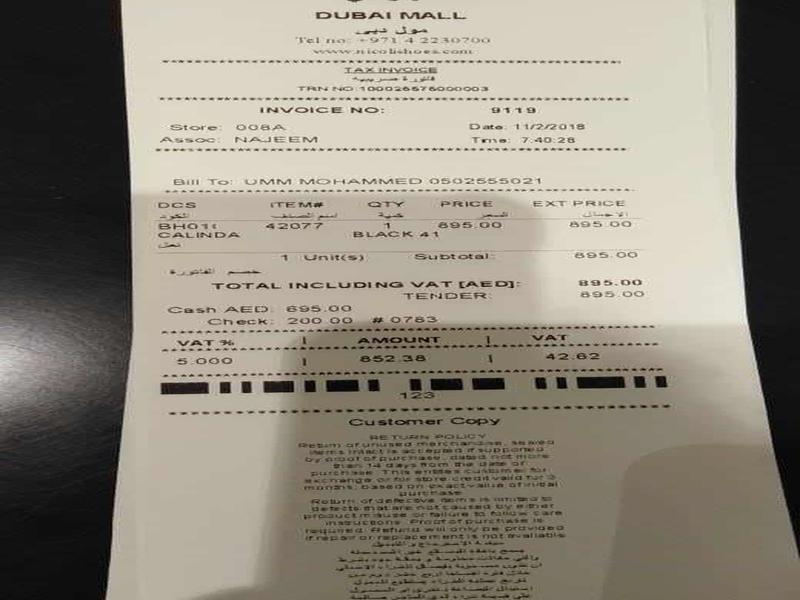 DUBAI MALL
مول دبي
Tel no: +971 4 2230700
www.nicolishoes.com
TAX INVOICE
فاتورة ضريبية
TRN NO:100026576000003
INVOICE NO: 9119
Store: 008A Date: 11/2/2018
Assoc: NAJEEM Time: 7:40:28
Bill To: UMM MOHAMMED 0502555021
DCS ITEM# QTY PRICE EXT PRICE
الكود اسم الصنف كمية السعر الاجمالي
BH01( 42077 1 895.00 895.00
CALINDA BLACK 41
نعل
1 Unit(s) Subtotal: 895.00
خصم الفاتورة
TOTAL INCLUDING VAT [AED]: 895.00
TENDER: 895.00
Cash AED: 695.00
Check: 200.00 # 0783
VAT % | AMOUNT | VAT
5.000 | 852.38 | 42.62
123
Customer Copy
RETURN POLICY
Return of unused merchandise, sealed
items intact is accepted if supported
by proof of purchase, dated not more
than 14 days from the date of
purchase. This entitles customer for
exchange or for store credit valid for 3
months, based on exact value of initial
purchase
Return of defective items is limited to
defects that are not caused by either
product misuse or failure to follow care
instructions. Proof of purchase is
required. Refund will only be provided
if repair or replacement is not available